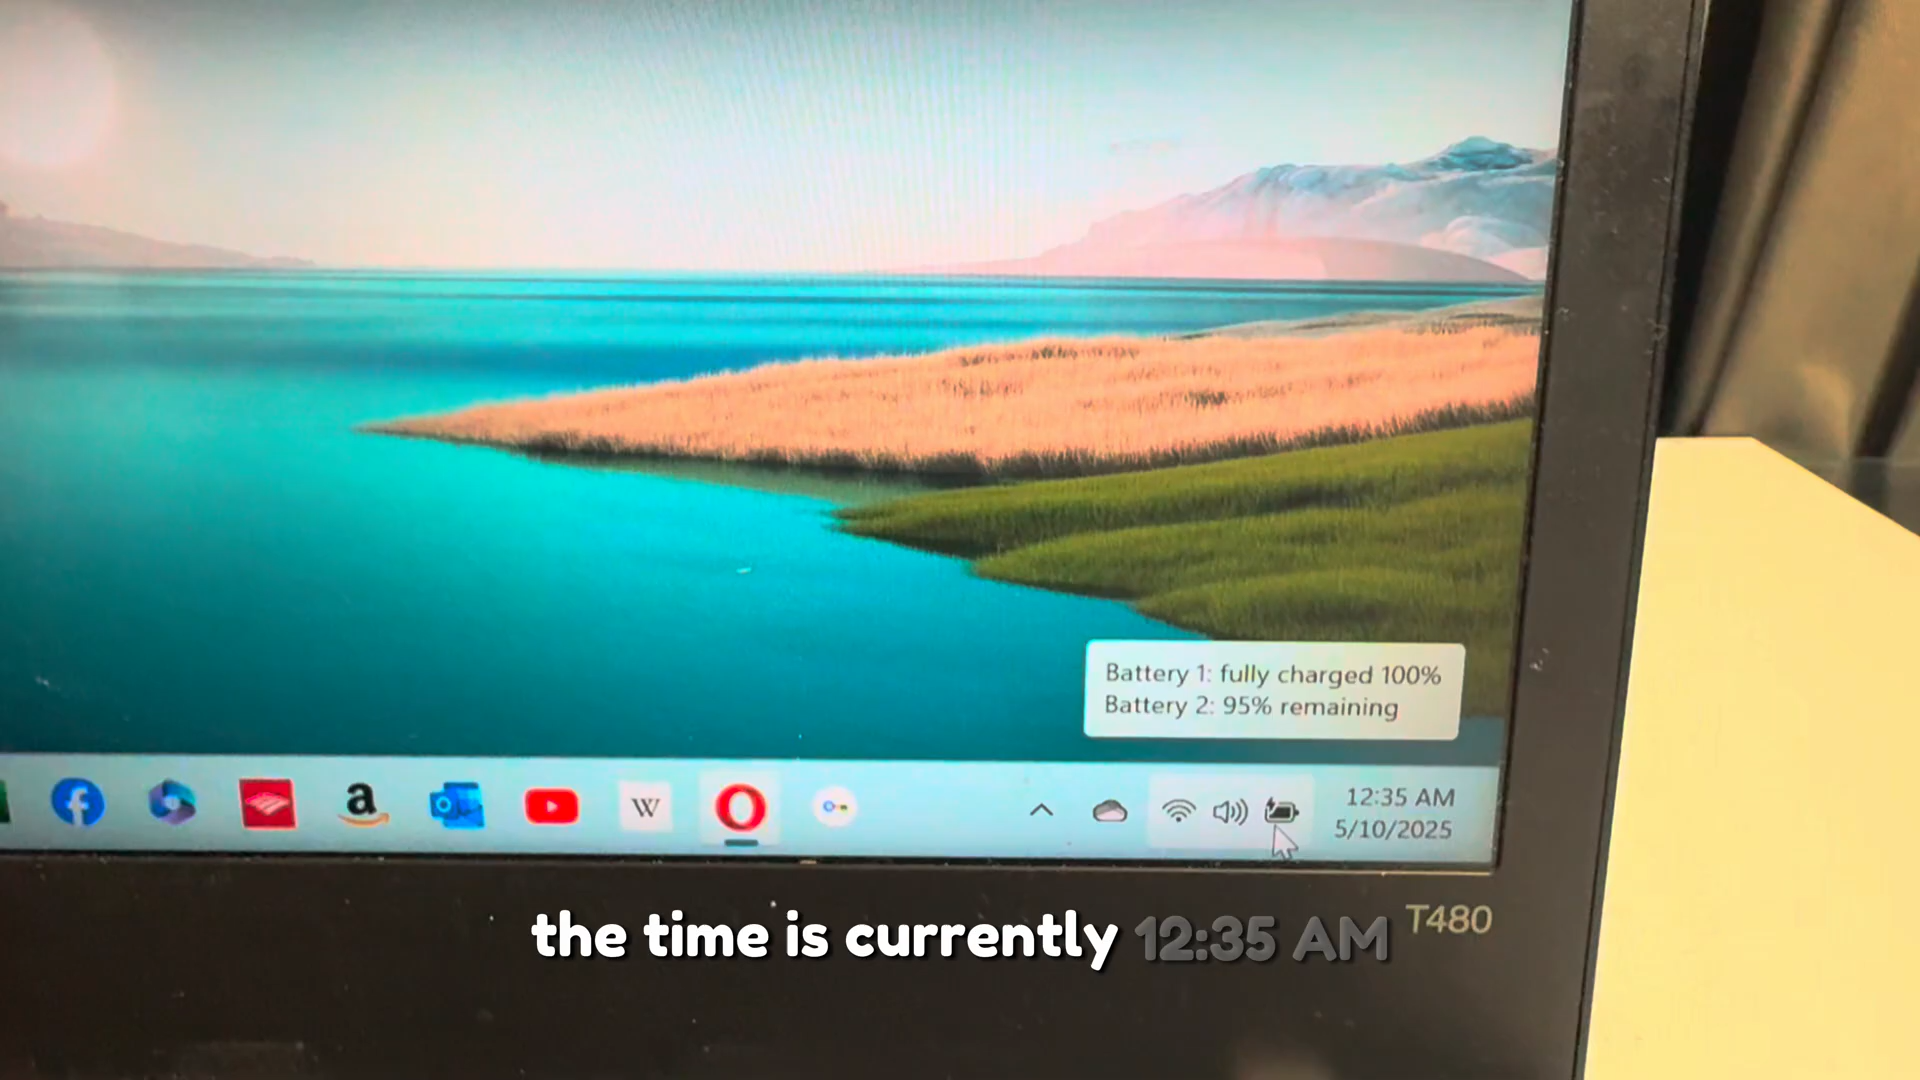 Battery 1: fully charged 100%
Battery 2: 95% remaining
a
W
12:35 AM
5/10/2025
the time is currently 12:35 AM
T480